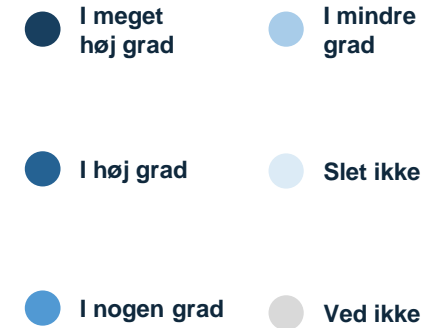 I meget
høj grad
I høj grad
I nogen grad
I mindre
grad
Slet ikke
Ved ikke